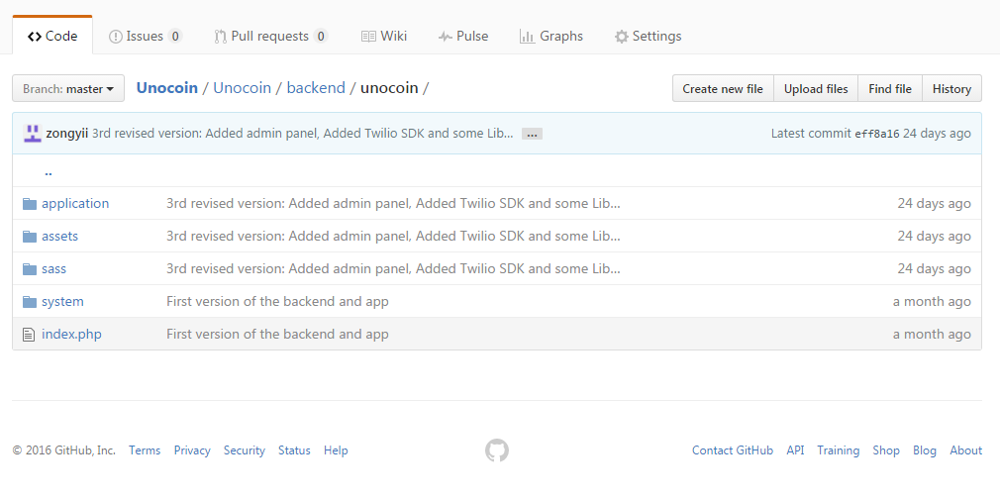 Code Issues 0 Pull requests 0 Wiki Pulse Graphs Settings
Branch: master Unocoin / Unocoin / backend / unocoin / Create new file Upload files Find file History
zongyii 3rd revised version: Added admin panel, Added Twilio SDK and some Lib... ... Latest commit eff8a16 24 days ago
..
application 3rd revised version: Added admin panel, Added Twilio SDK and some Lib... 24 days ago
assets 3rd revised version: Added admin panel, Added Twilio SDK and some Lib... 24 days ago
sass 3rd revised version: Added admin panel, Added Twilio SDK and some Lib... 24 days ago
system First version of the backend and app a month ago
index.php First version of the backend and app a month ago
© 2016 GitHub, Inc. Terms Privacy Security Status Help Contact GitHub API Training Shop Blog About